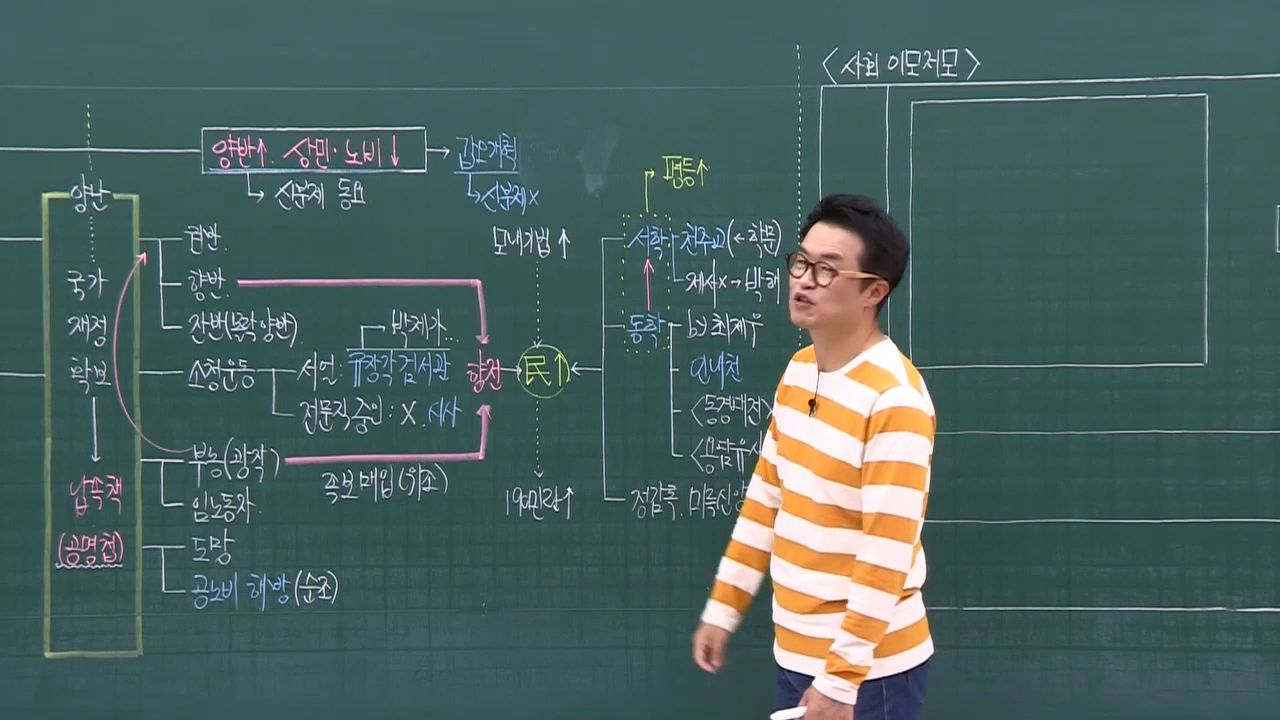 〈사회 이모저모〉
양반↑. 상민·노비↓ → 갑오개혁
↳ 신분제 동요
↳ 신분제 X
평등↑
양난
국가
재정
확보
납속책
(공명첩)
권반.
향반.
잔반(몰락양반)
소청운동
서얼: 규장각검서관
박제가..
전문직중인: X. 시사
부농(광작)
임노동자.
도망
공노비 해방(순조)
족보매입(위조)
향전
모내기법↑
民↑
19C민란↑
서학
천주교(←학문)
제사X→박해
동학
by 최제우
인내천
〈동경대전〉
〈용담유사
정감록. 미륵신앙